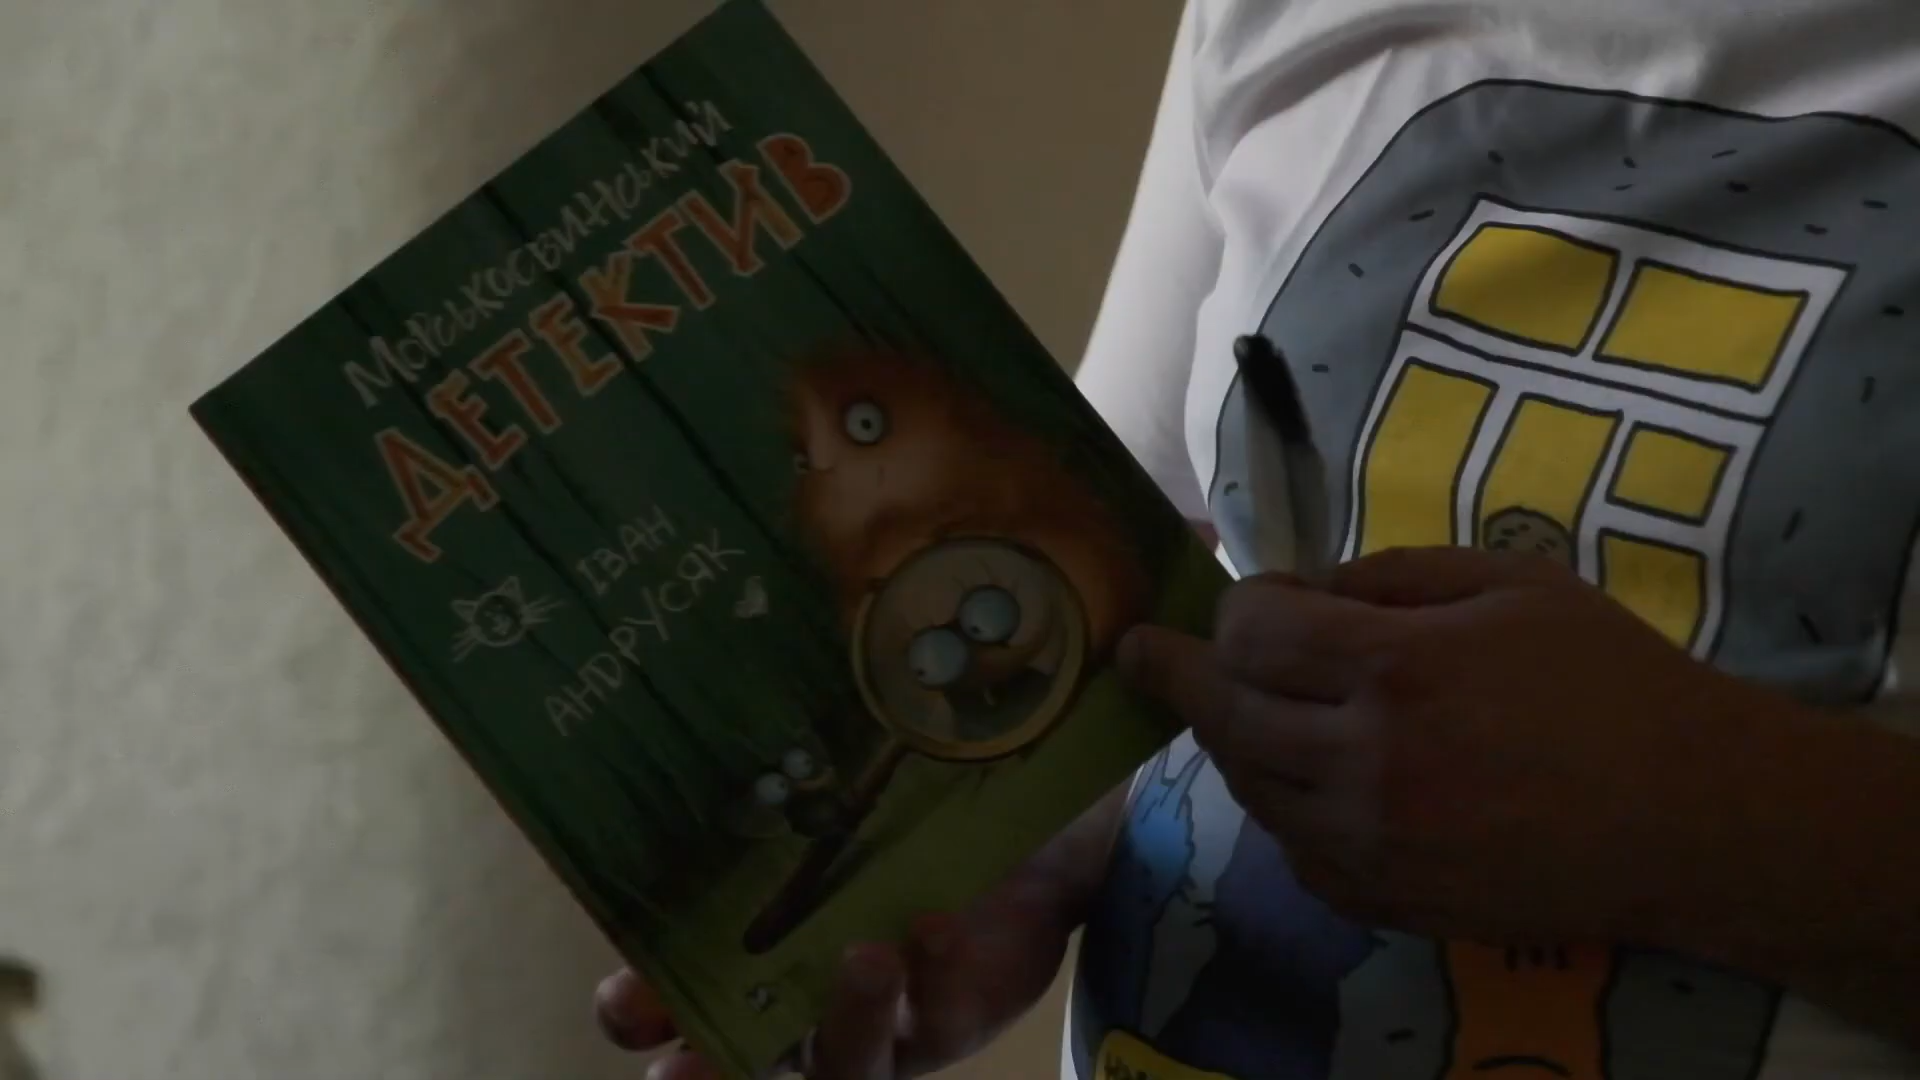 Морськосвинський
ДЕТЕКТИВ
ІВАН
АНДРУСЯК